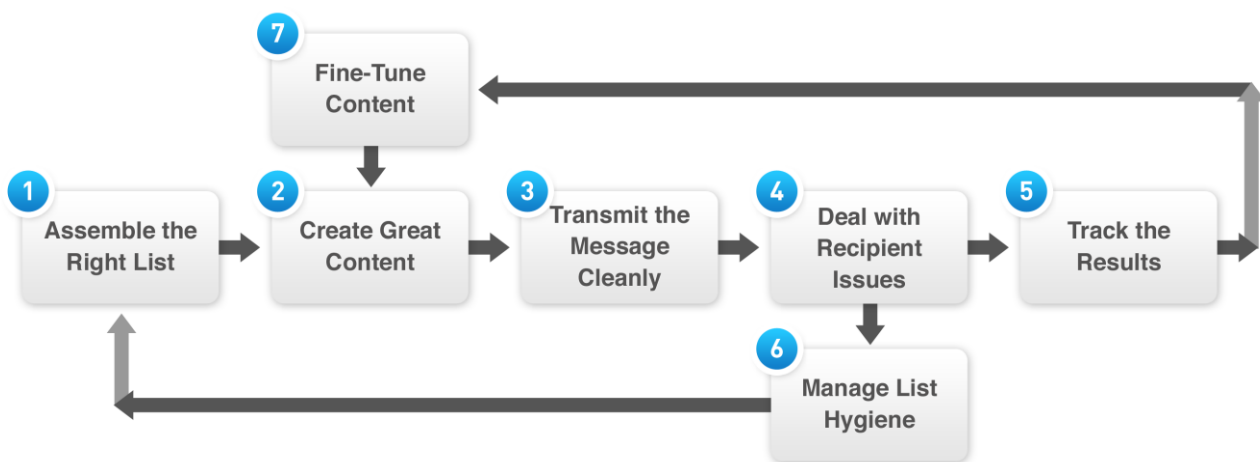 7
Fine-Tune
Content
1
Assemble the
Right List
2
Create Great
Content
3
Transmit the
Message
Cleanly
4
Deal with
Recipient
Issues
5
Track the
Results
6
Manage List
Hygiene